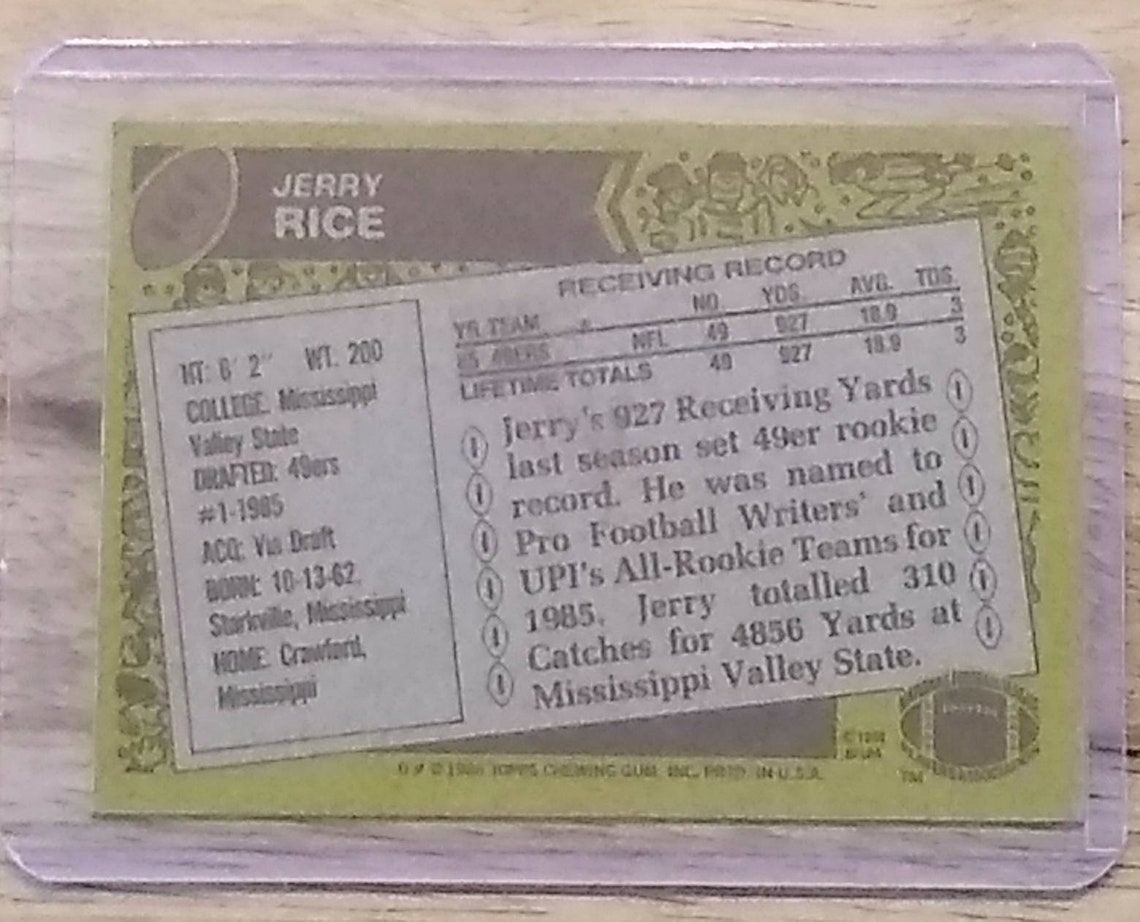 161
JERRY
RICE
RECEIVING RECORD
YR. TEAM NO. YDS. AVG. TDS.
85 49ERS NFL 49 927 18.9 3
LIFETIME TOTALS 49 927 18.9 3
HT: 6' 2" WT. 200
COLLEGE. Mississippi
Valley State
DRAFTED: 49ers
#1-1985
ACQ: Via Draft
BORN: 10-13-62,
Starkville, Mississippi
HOME: Crawford,
Mississippi
Jerry's 927 Receiving Yards
last season set 49er rookie
record. He was named to
Pro Football Writers' and
UPI's All-Rookie Teams for
1985. Jerry totalled 310
Catches for 4856 Yards at
Mississippi Valley State.
© 1986 TOPPS CHEWING GUM, INC. PRTD. IN U.S.A.
TM